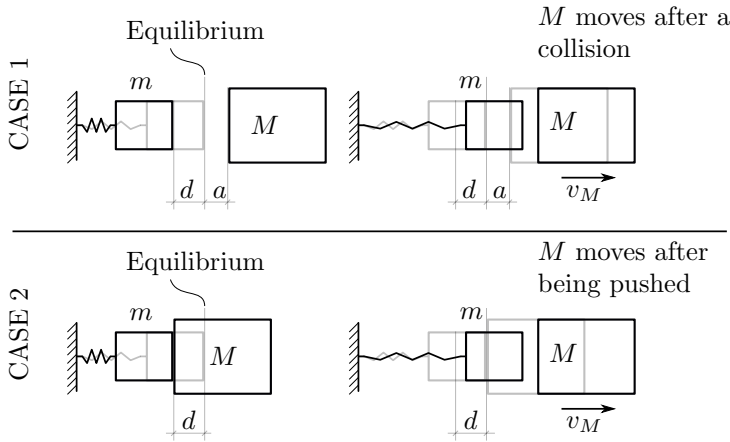 Equilibrium
M moves after a
collision
CASE 1
m
M
d
a
m
M
d
a
v_M
Equilibrium
M moves after
being pushed
CASE 2
m
M
d
m
M
d
v_M